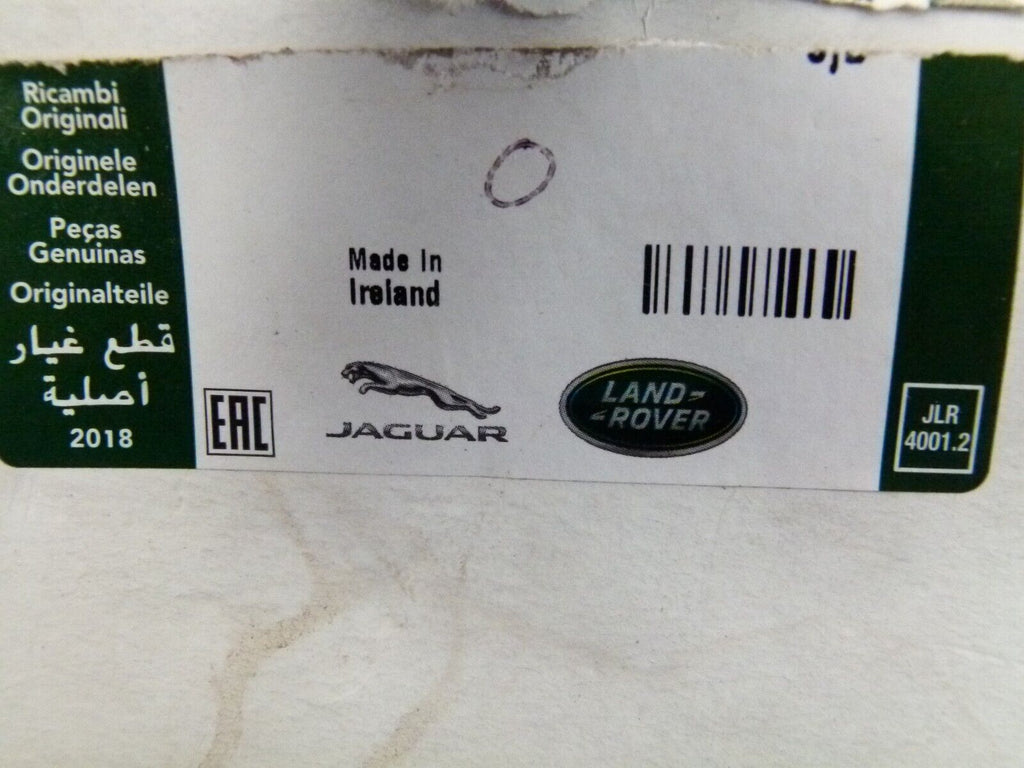 Ricambi
Originali
Originele
Onderdelen
Peças
Genuinas
Originalteile
قطع غيار
أصلية
2018
Made In
Ireland
EAC
JAGUAR
LAND-
-ROVER
JLR
4001.2